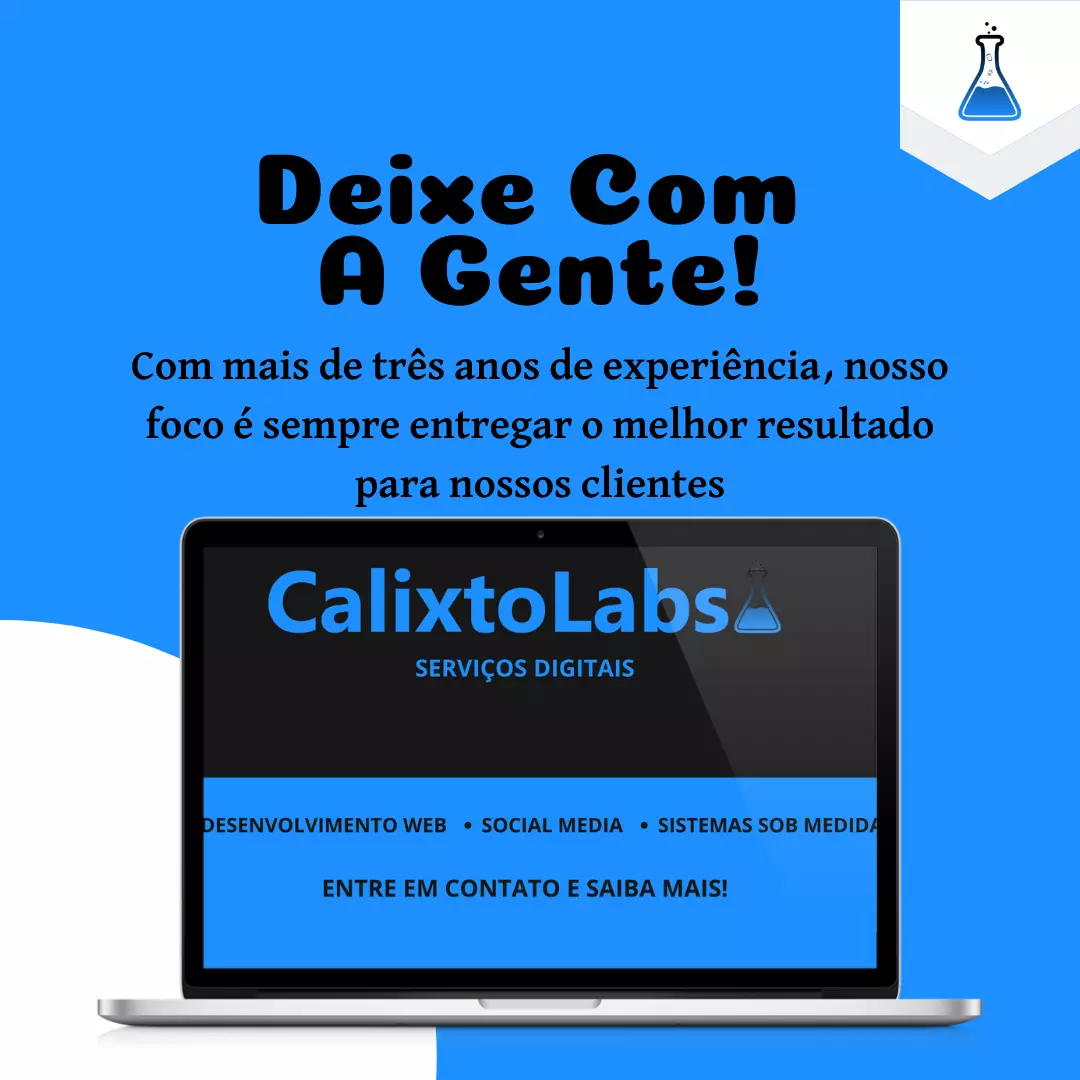 Deixe Com
A Gente!
Com mais de três anos de experiência, nosso
foco é sempre entregar o melhor resultado
para nossos clientes
CalixtoLabs
SERVIÇOS DIGITAIS
DESENVOLVIMENTO WEB • SOCIAL MEDIA • SISTEMAS SOB MEDIDA
ENTRE EM CONTATO E SAIBA MAIS!